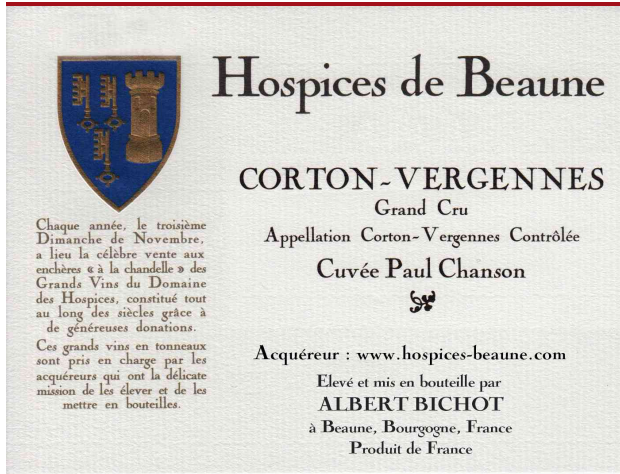 Hospices de Beaune
CORTON-VERGENNES
Grand Cru
Appellation Corton-Vergennes Contrôlée
Cuvée Paul Chanson
Chaque année, le troisième
Dimanche de Novembre,
a lieu la célèbre vente aux
enchères « à la chandelle » des
Grands Vins du Domaine
des Hospices, constitué tout
au long des siècles grâce à
de généreuses donations.
Ces grands vins en tonneaux
sont pris en charge par les
acquéreurs qui ont la délicate
mission de les élever et de les
mettre en bouteilles.
Acquéreur : www.hospices-beaune.com
Elevé et mis en bouteille par
ALBERT BICHOT
à Beaune, Bourgogne, France
Produit de France